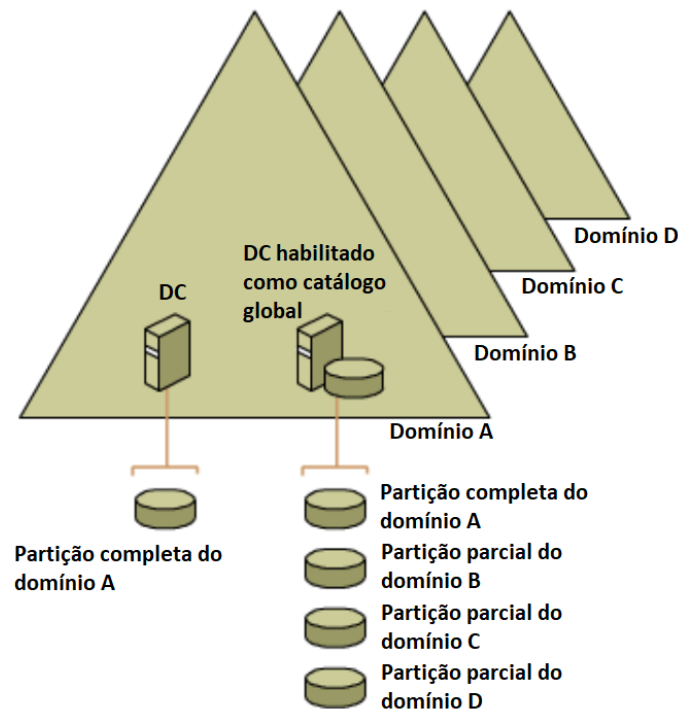 Domínio D
DC habilitado
como catálogo
global
DC
Domínio C
Domínio B
Domínio A
Partição completa do
domínio A
Partição completa do
domínio A
Partição parcial do
domínio B
Partição parcial do
domínio C
Partição parcial do
domínio D